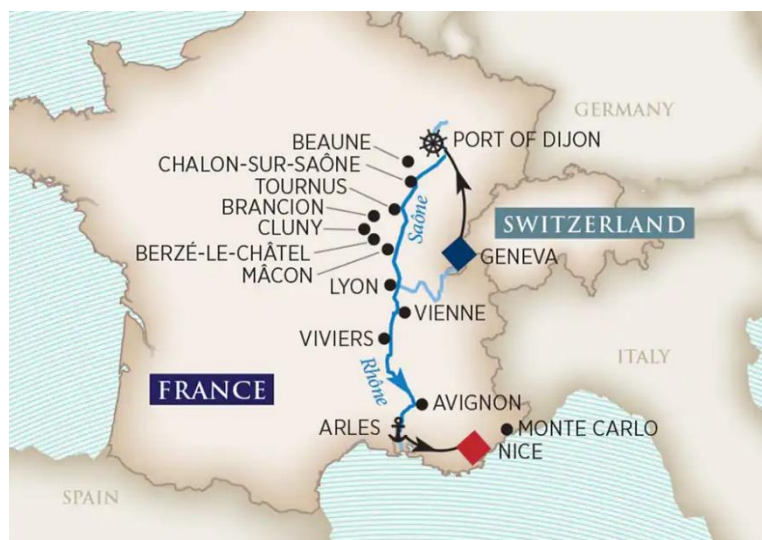 GERMANY
BEAUNE
PORT OF DIJON
CHALON-SUR-SAÔNE
TOURNUS
BRANCION
CLUNY
Saône
SWITZERLAND
BERZÉ-LE-CHÂTEL
GENEVA
MÂCON
LYON
VIENNE
VIVIERS
ITALY
Rhône
FRANCE
AVIGNON
ARLES
MONTE CARLO
NICE
SPAIN